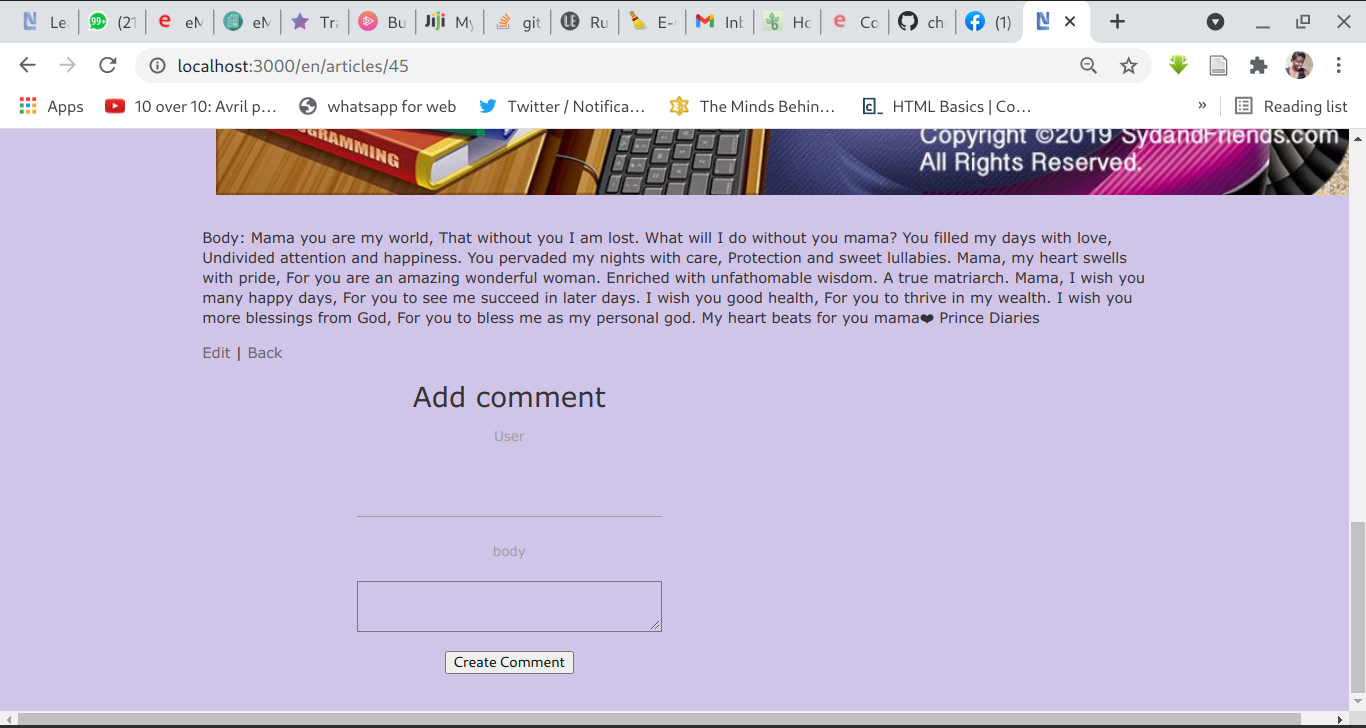 Le (21 eM eM Tra Bu My git Ru E- Inb Ho Co ch (1)
localhost:3000/en/articles/45
Apps 10 over 10: Avril p… whatsapp for web Twitter / Notifica… The Minds Behin… HTML Basics | Co… » Reading list
PROGRAMMING
Copyright ©2019 SydandFriends.com
All Rights Reserved.
Body: Mama you are my world, That without you I am lost. What will I do without you mama? You filled my days with love,
Undivided attention and happiness. You pervaded my nights with care, Protection and sweet lullabies. Mama, my heart swells
with pride, For you are an amazing wonderful woman. Enriched with unfathomable wisdom. A true matriarch. Mama, I wish you
many happy days, For you to see me succeed in later days. I wish you good health, For you to thrive in my wealth. I wish you
more blessings from God, For you to bless me as my personal god. My heart beats for you mama❤ Prince Diaries
Edit | Back
Add comment
User
body
Create Comment